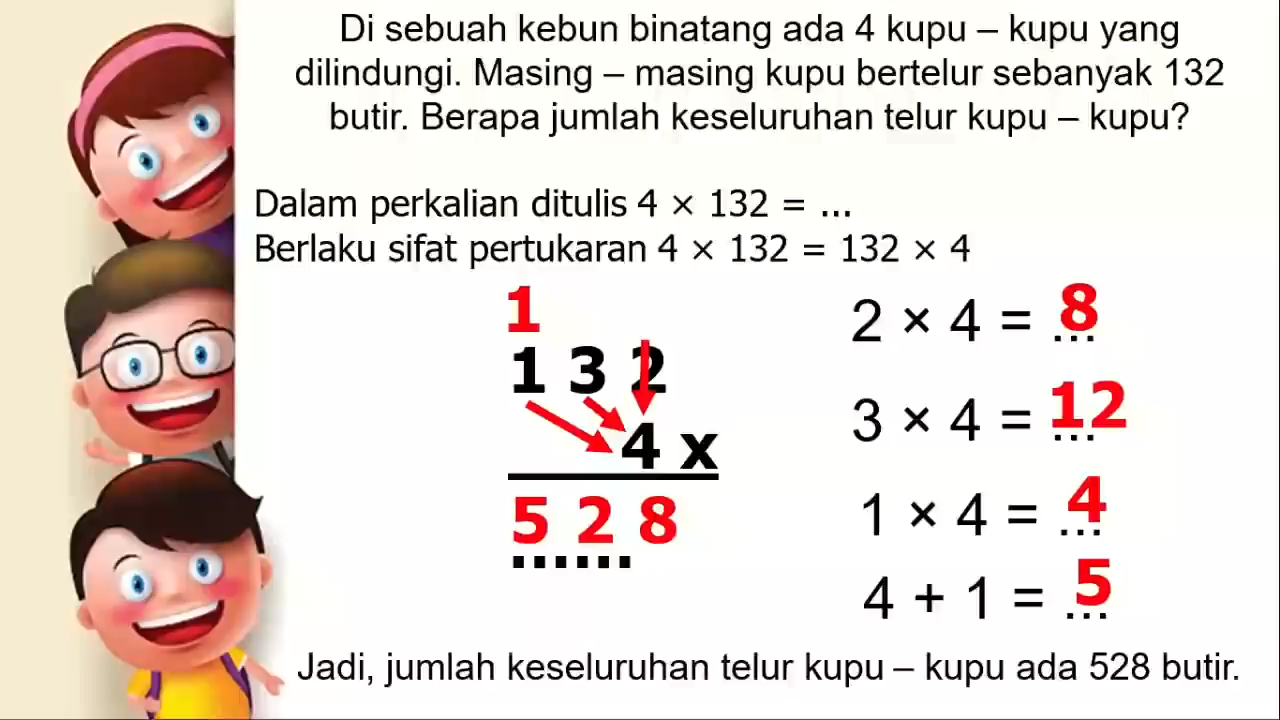 Di sebuah kebun binatang ada 4 kupu – kupu yang
dilindungi. Masing – masing kupu bertelur sebanyak 132
butir. Berapa jumlah keseluruhan telur kupu – kupu?
Dalam perkalian ditulis 4 × 132 = ...
Berlaku sifat pertukaran 4 × 132 = 132 × 4
1
1 3 2
4 x
5 2 8
......
2 × 4 = 8
...
3 × 4 = 12
...
1 × 4 = 4
...
4 + 1 = 5
...
Jadi, jumlah keseluruhan telur kupu – kupu ada 528 butir.